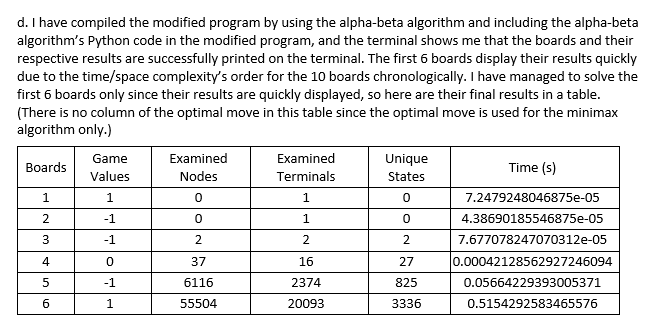 d. I have compiled the modified program by using the alpha-beta algorithm and including the alpha-beta
algorithm's Python code in the modified program, and the terminal shows me that the boards and their
respective results are successfully printed on the terminal. The first 6 boards display their results quickly
due to the time/space complexity's order for the 10 boards chronologically. I have managed to solve the
first 6 boards only since their results are quickly displayed, so here are their final results in a table.
(There is no column of the optimal move in this table since the optimal move is used for the minimax
algorithm only.)
Boards Game Values Examined Nodes Examined Terminals Unique States Time (s)
1 1 0 1 0 7.2479248046875e-05
2 -1 0 1 0 4.38690185546875e-05
3 -1 2 2 2 7.677078247070312e-05
4 0 37 16 27 0.00042128562927246094
5 -1 6116 2374 825 0.05664229393005371
6 1 55504 20093 3336 0.5154292583465576